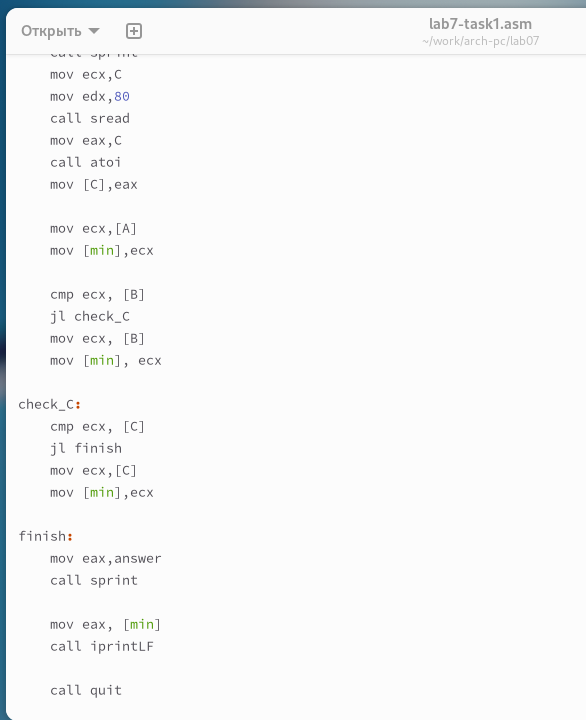 Открыть
lab7-task1.asm
~/work/arch-pc/lab07
call sprint
mov ecx,C
mov edx,80
call sread
mov eax,C
call atoi
mov [C],eax
mov ecx,[A]
mov [min],ecx
cmp ecx, [B]
jl check_C
mov ecx, [B]
mov [min], ecx
check_C:
cmp ecx, [C]
jl finish
mov ecx,[C]
mov [min],ecx
finish:
mov eax,answer
call sprint
mov eax, [min]
call iprintLF
call quit